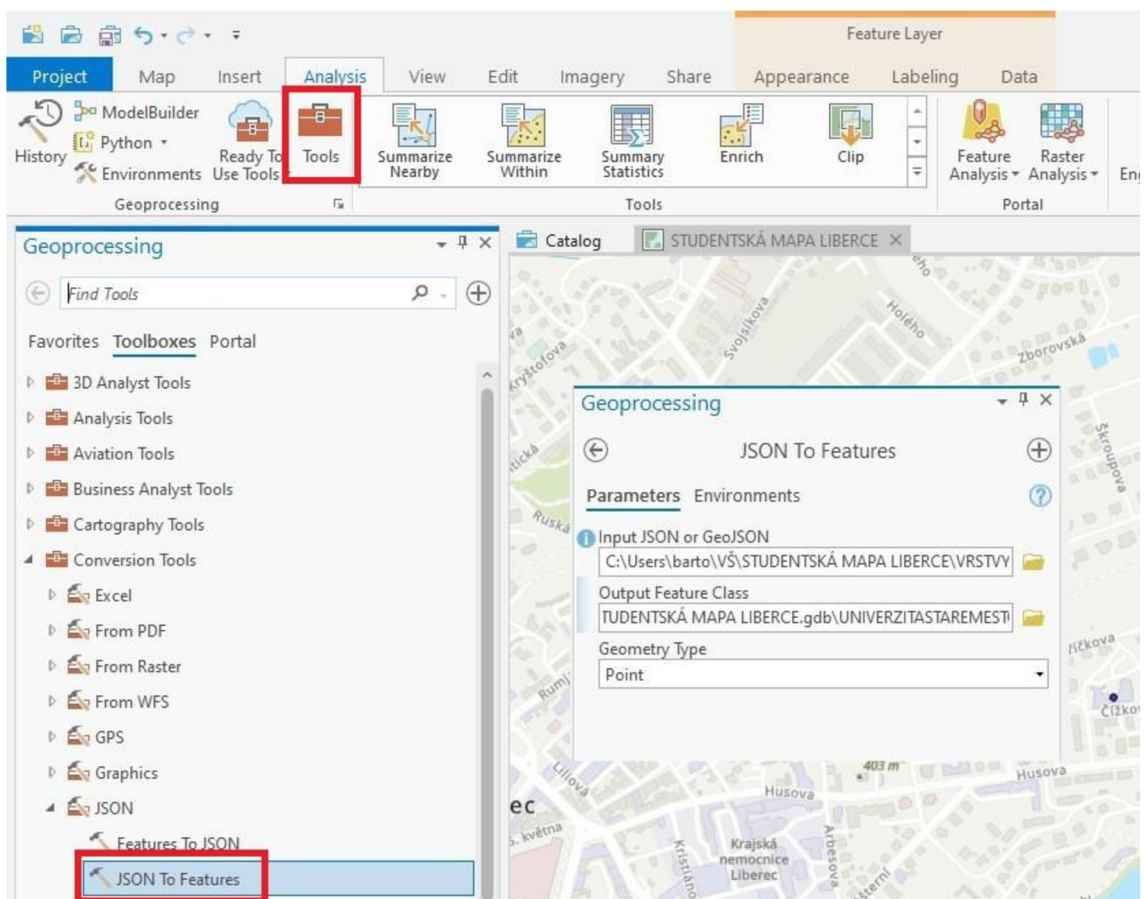 Feature Layer
Project Map Insert Analysis View Edit Imagery Share Appearance Labeling Data
History
ModelBuilder
Python
Environments
Ready To
Use Tools
Tools
Summarize
Nearby
Summarize
Within
Summary
Statistics
Enrich
Clip
Feature
Analysis
Raster
Analysis
Geoprocessing
Tools
Portal
Geoprocessing
Find Tools
Favorites Toolboxes Portal
3D Analyst Tools
Analysis Tools
Aviation Tools
Business Analyst Tools
Cartography Tools
Conversion Tools
Excel
From PDF
From Raster
From WFS
GPS
Graphics
JSON
Features To JSON
JSON To Features
Catalog
STUDENTSKÁ MAPA LIBERCE
Holého
Svojsíkova
Zborovská
Kryštofova
Škroupova
Ruská
Geoprocessing
JSON To Features
Parameters Environments
Input JSON or GeoJSON
C:\Users\barto\VŠ\STUDENTSKÁ MAPA LIBERCE\VRSTVY
Output Feature Class
TUDENTSKÁ MAPA LIBERCE.gdb\UNIVERZITASTAREMEST
Geometry Type
Point
403 m
Husova
Husova
Liliová
ec
května
Krajská
nemocnice
Liberec
Arbesova